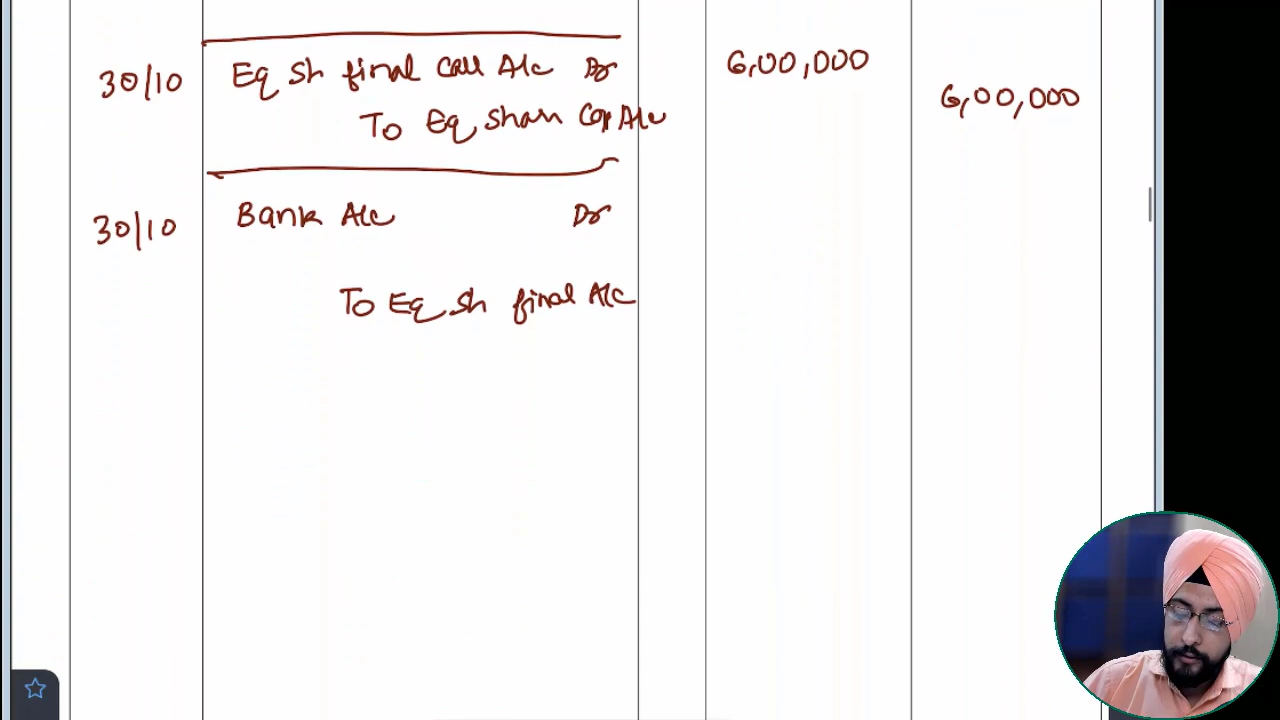 30/10 Eq Sh final Call A/c Dr 6,00,000
To Eq Share Cap A/c 6,00,000
30/10 Bank A/c Dr
To Eq Sh final A/c